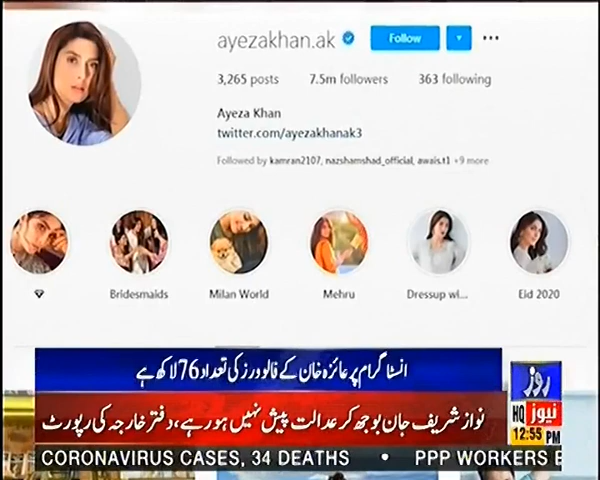 ayezakhan.ak Follow
3,265 posts 7.5m followers 363 following
Ayeza Khan
twitter.com/ayezakhanak3
Followed by kamran2107, nazshamshad_official, awais.t1 +9 more
Bridesmaids Milan World Mehru Dressup wi... Eid 2020
انسٹا گرام پر عائزہ خان کے فالوورز کی تعداد 76 لاکھ ہے
روز
نواز شریف جان بوجھ کر عدالت پیش نہیں ہو رہے، دفتر خارجہ کی رپورٹ
HQ نیوز
12:55 PM
CORONAVIRUS CASES, 34 DEATHS • PPP WORKERS E